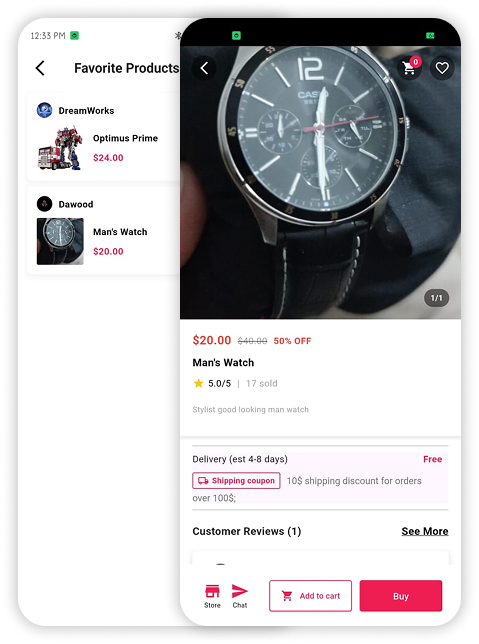 12:33 PM
Favorite Products
DreamWorks
Optimus Prime
$24.00
Dawood
Man's Watch
$20.00
0
12
CASIO
1/1
$20.00 $40.00 50% OFF
Man's Watch
5.0/5 | 17 sold
Stylist good looking man watch
Delivery (est 4-8 days) Free
Shipping coupon 10$ shipping discount for orders
over 100$;
Customer Reviews (1) See More
Store Chat Add to cart Buy